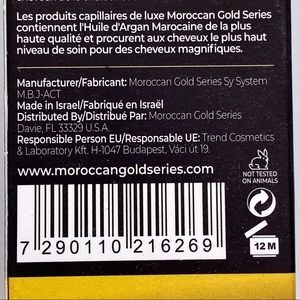 Les produits capillaires de luxe Moroccan Gold Series
contiennent l'Huile d'Argan Marocaine de la plus
haute qualité et procurent aux cheveux le plus haut
niveau de soin pour des cheveux magnifiques.
Manufacturer/Fabricant: Moroccan Gold Series Sy System
M.B.J-ACT
Made in Israel/Fabriqué en Israël
Distributed By/Distribué Par: Moroccan Gold Series
Davie, FL 33329 U.S.A.
Responsible Person EU/Responsable UE: Trend Cosmetics
& Laboratory Kft. H-1047 Budapest, Váci út 19.
www.moroccangoldseries.com
NOT TESTED
ON ANIMALS
12 M
7 290110 216269